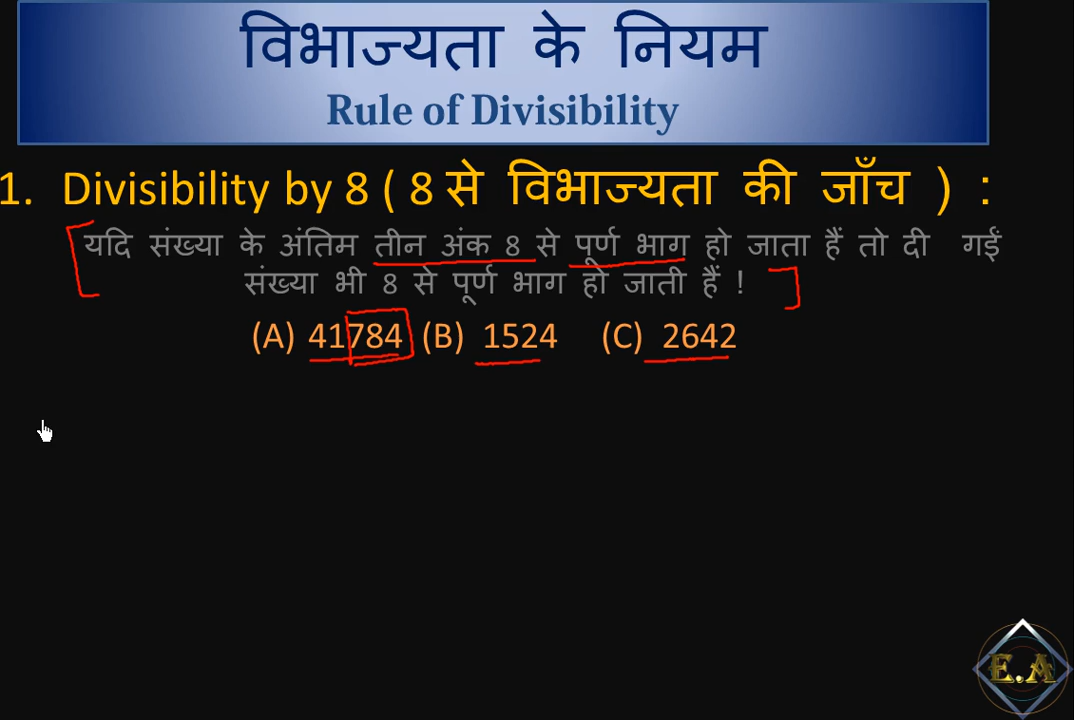 विभाज्यता के नियम
Rule of Divisibility
1. Divisibility by 8 ( 8 से विभाज्यता की जाँच ) :
यदि संख्या के अंतिम तीन अंक 8 से पूर्ण भाग हो जाता हैं तो दी गईं
संख्या भी 8 से पूर्ण भाग हो जाती हैं !
(A) 41784 (B) 1524 (C) 2642
E.A